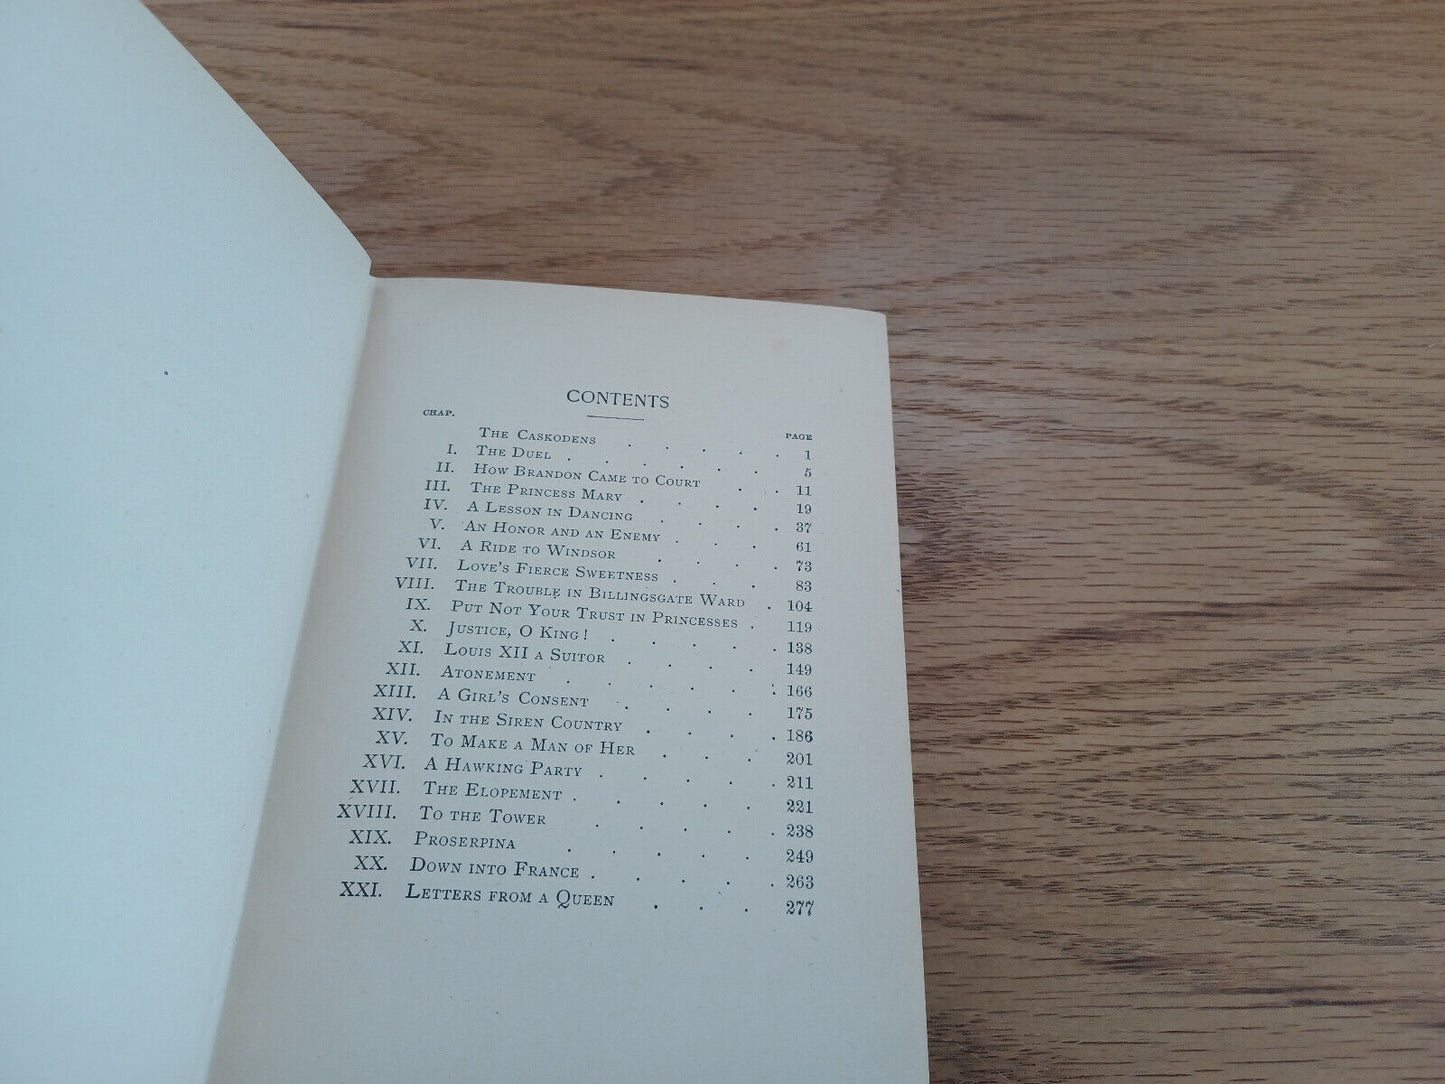 CONTENTS
CHAP. PAGE
The Caskodens . . . . . 1
I. The Duel . . . . . . 5
II. How Brandon Came to Court . . 11
III. The Princess Mary . . . . 19
IV. A Lesson in Dancing . . . . 37
V. An Honor and an Enemy . . . 61
VI. A Ride to Windsor . . . . 73
VII. Love's Fierce Sweetness . . . 83
VIII. The Trouble in Billingsgate Ward . 104
IX. Put Not Your Trust in Princesses . 119
X. Justice, O King! . . . . . 138
XI. Louis XII a Suitor . . . . 149
XII. Atonement . . . . . . 166
XIII. A Girl's Consent . . . . 175
XIV. In the Siren Country . . . . 186
XV. To Make a Man of Her . . . 201
XVI. A Hawking Party . . . . . 211
XVII. The Elopement . . . . . 221
XVIII. To the Tower . . . . . 238
XIX. Proserpina . . . . . 249
XX. Down into France . . . . . 263
XXI. Letters from a Queen . . . 277